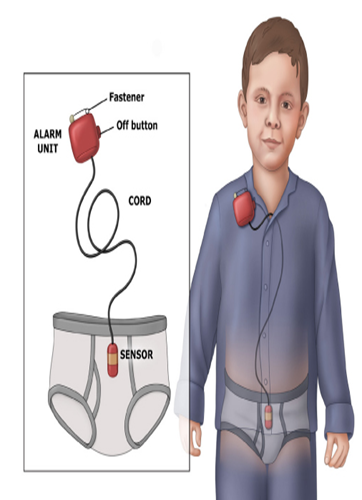 Fastener
Off button
ALARM
UNIT
CORD
SENSOR